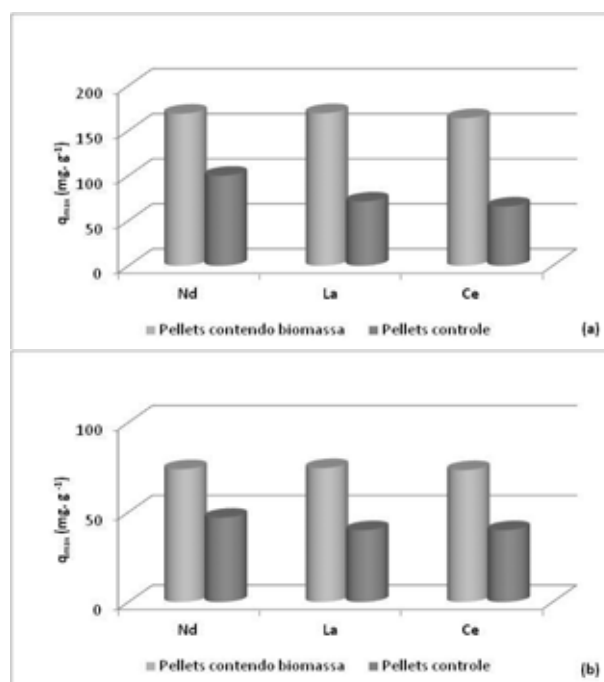 200
150
100
50
0
qmax (mg. g-1)
Nd La Ce
Pellets contendo biomassa Pellets controle
(a)
100
50
0
qmax (mg. g-1)
Nd La Ce
Pellets contendo biomassa Pellets controle
(b)